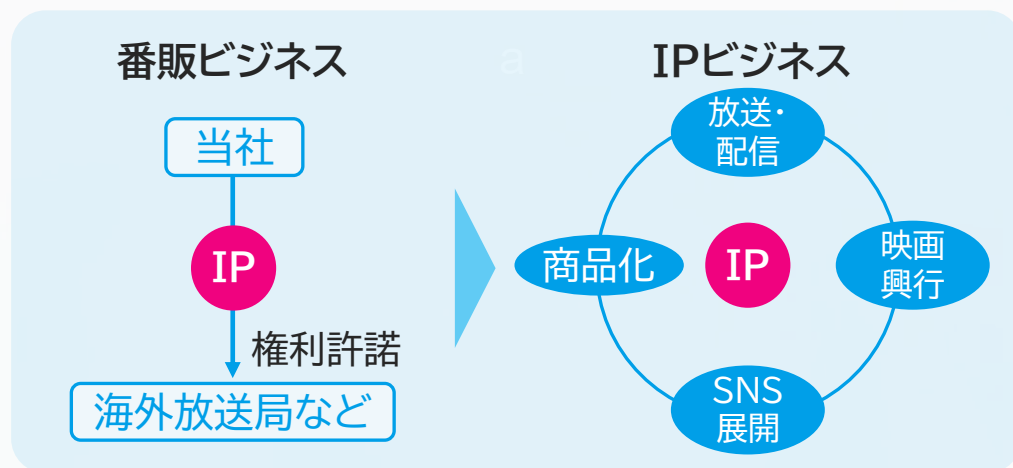 番販ビジネス
当社
IP
権利許諾
海外放送局など
a
IPビジネス
放送・
配信
商品化
IP
映画
興行
SNS
展開